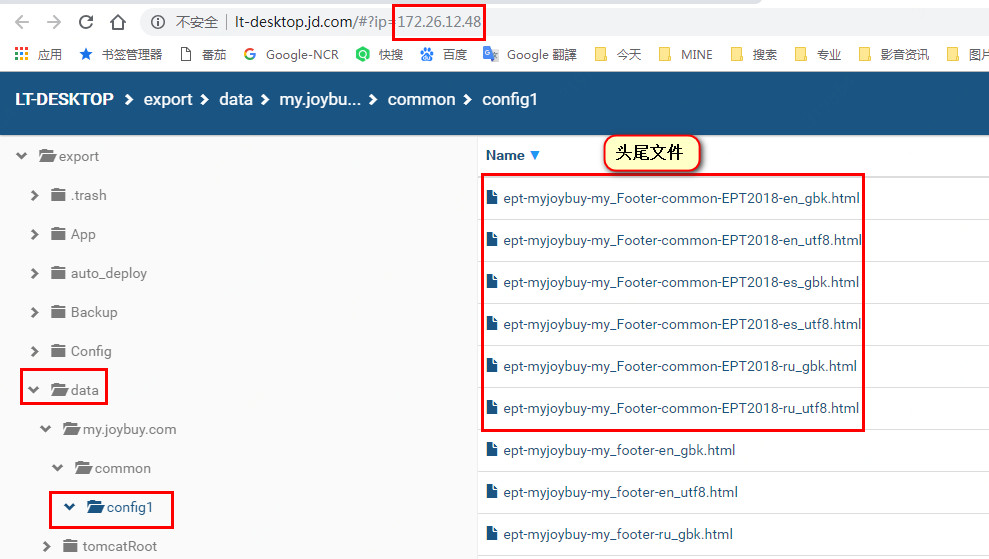 不安全 lt-desktop.jd.com/#?ip=172.26.12.48
应用 书签管理器 番茄 Google-NCR 快搜 百度 Google 翻譯 今天 MINE 搜索 专业 影音资讯 图片
LT-DESKTOP export data my.joybu... common config1
export
.trash
App
auto_deploy
Backup
Config
data
my.joybuy.com
common
config1
tomcatRoot
Name
头尾文件
ept-myjoybuy-my_Footer-common-EPT2018-en_gbk.html
ept-myjoybuy-my_Footer-common-EPT2018-en_utf8.html
ept-myjoybuy-my_Footer-common-EPT2018-es_gbk.html
ept-myjoybuy-my_Footer-common-EPT2018-es_utf8.html
ept-myjoybuy-my_Footer-common-EPT2018-ru_gbk.html
ept-myjoybuy-my_Footer-common-EPT2018-ru_utf8.html
ept-myjoybuy-my_footer-en_gbk.html
ept-myjoybuy-my_footer-en_utf8.html
ept-myjoybuy-my_footer-ru_gbk.html